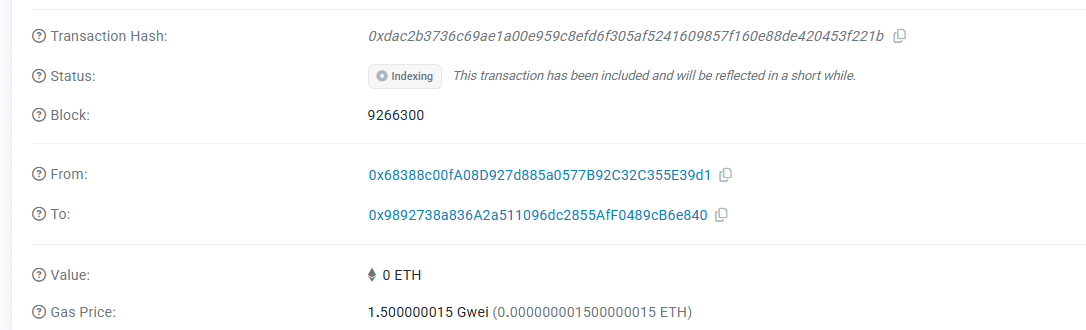 Transaction Hash: 0xdac2b3736c69ae1a00e959c8efd6f305af5241609857f160e88de420453f221b
Status: Indexing This transaction has been included and will be reflected in a short while.
Block: 9266300
From: 0x68388c00fA08D927d885a0577B92C32C355E39d1
To: 0x9892738a836A2a511096dc2855AfF0489cB6e840
Value: 0 ETH
Gas Price: 1.500000015 Gwei (0.000000001500000015 ETH)